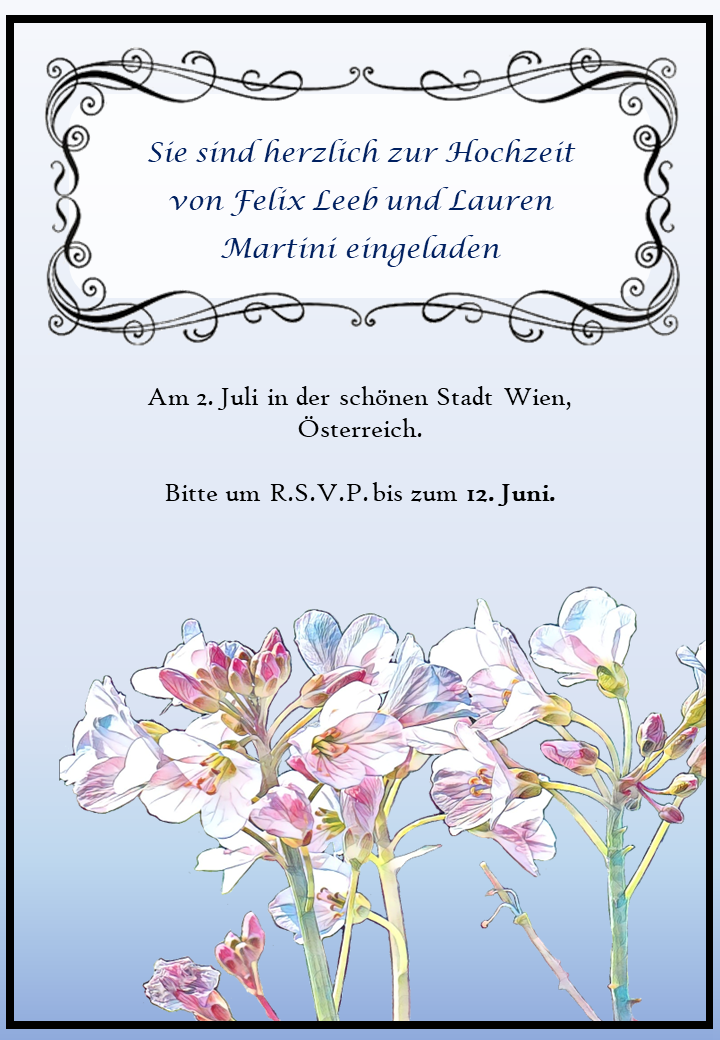 Sie sind herzlich zur Hochzeit
von Felix Leeb und Lauren
Martini eingeladen
Am 2. Juli in der schönen Stadt Wien,
Österreich.
Bitte um R.S.V.P. bis zum 12. Juni.